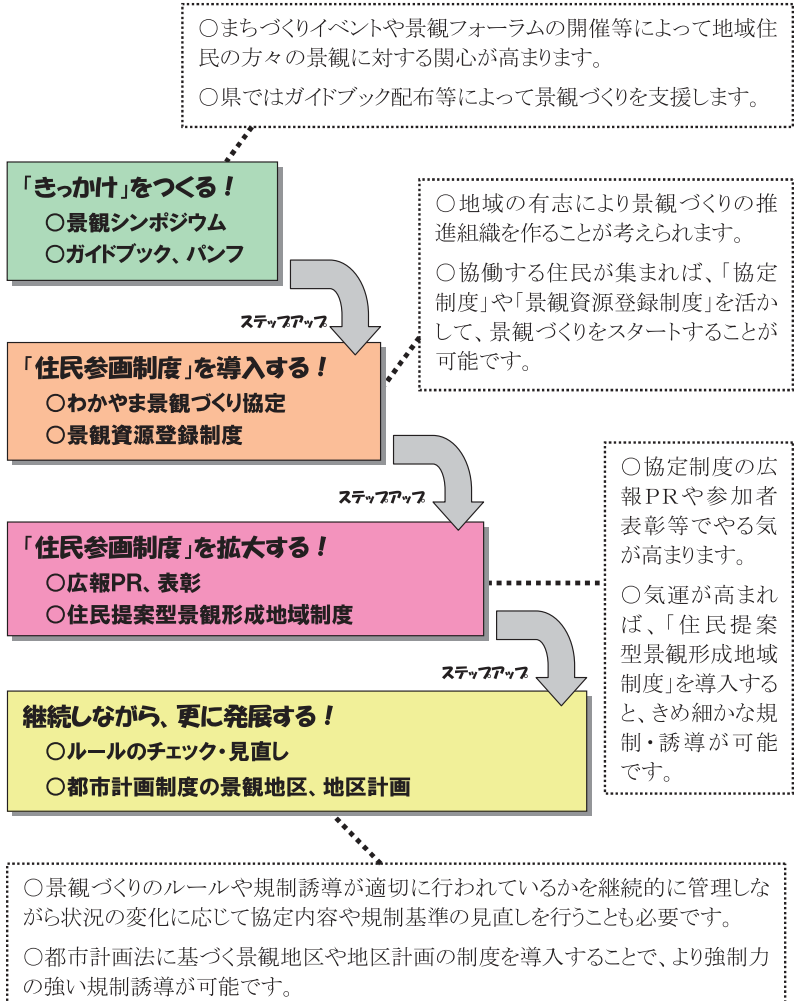 ○まちづくりイベントや景観フォーラムの開催等によって地域住
民の方々の景観に対する関心が高まります。
○県ではガイドブック配布等によって景観づくりを支援します。
「きっかけ」をつくる！
○景観シンポジウム
○ガイドブック、パンフ
○地域の有志により景観づくりの推
進組織を作ることが考えられます。
○協働する住民が集まれば、「協定
制度」や「景観資源登録制度」を活か
して、景観づくりをスタートすることが
可能です。
ステップアップ
「住民参画制度」を導入する！
○わかやま景観づくり協定
○景観資源登録制度
ステップアップ
○協定制度の広
報PRや参加者
表彰等でやる気
が高まります。
○気運が高まれ
ば、「住民提案
型景観形成地域
制度」を導入する
と、きめ細かな規
制・誘導が可能
です。
「住民参画制度」を拡大する！
○広報PR、表彰
○住民提案型景観形成地域制度
ステップアップ
継続しながら、更に発展する！
○ルールのチェック・見直し
○都市計画制度の景観地区、地区計画
○景観づくりのルールや規制誘導が適切に行われているかを継続的に管理しな
がら状況の変化に応じて協定内容や規制基準の見直しを行うことも必要です。
○都市計画法に基づく景観地区や地区計画の制度を導入することで、より強制力
の強い規制誘導が可能です。